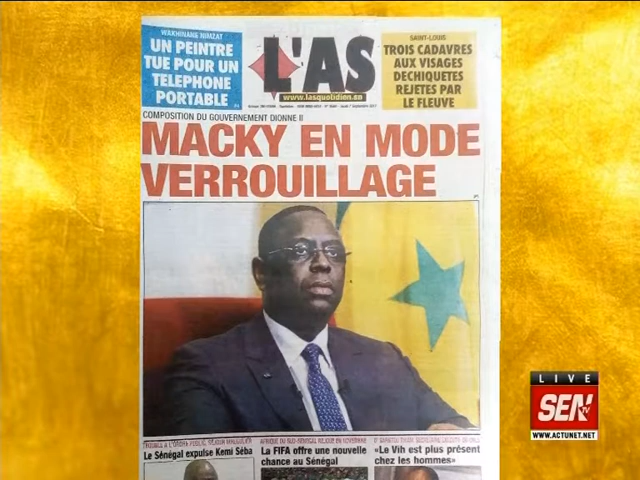 WAKHINANE NIMZAT
UN PEINTRE
TUE POUR UN
TELEPHONE
PORTABLE
L'AS
www.lasquotidien.sn
SAINT-LOUIS
TROIS CADAVRES
AUX VISAGES
DECHIQUETES
REJETES PAR
LE FLEUVE
COMPOSITION DU GOUVERNEMENT DIONNE II
MACKY EN MODE
VERROUILLAGE
Le Sénégal expulse Kemi Séba
La FIFA offre une nouvelle
chance au Sénégal
«Le Vih est plus présent
chez les hommes»
LIVE
SEN TV
WWW.ACTUNET.NET